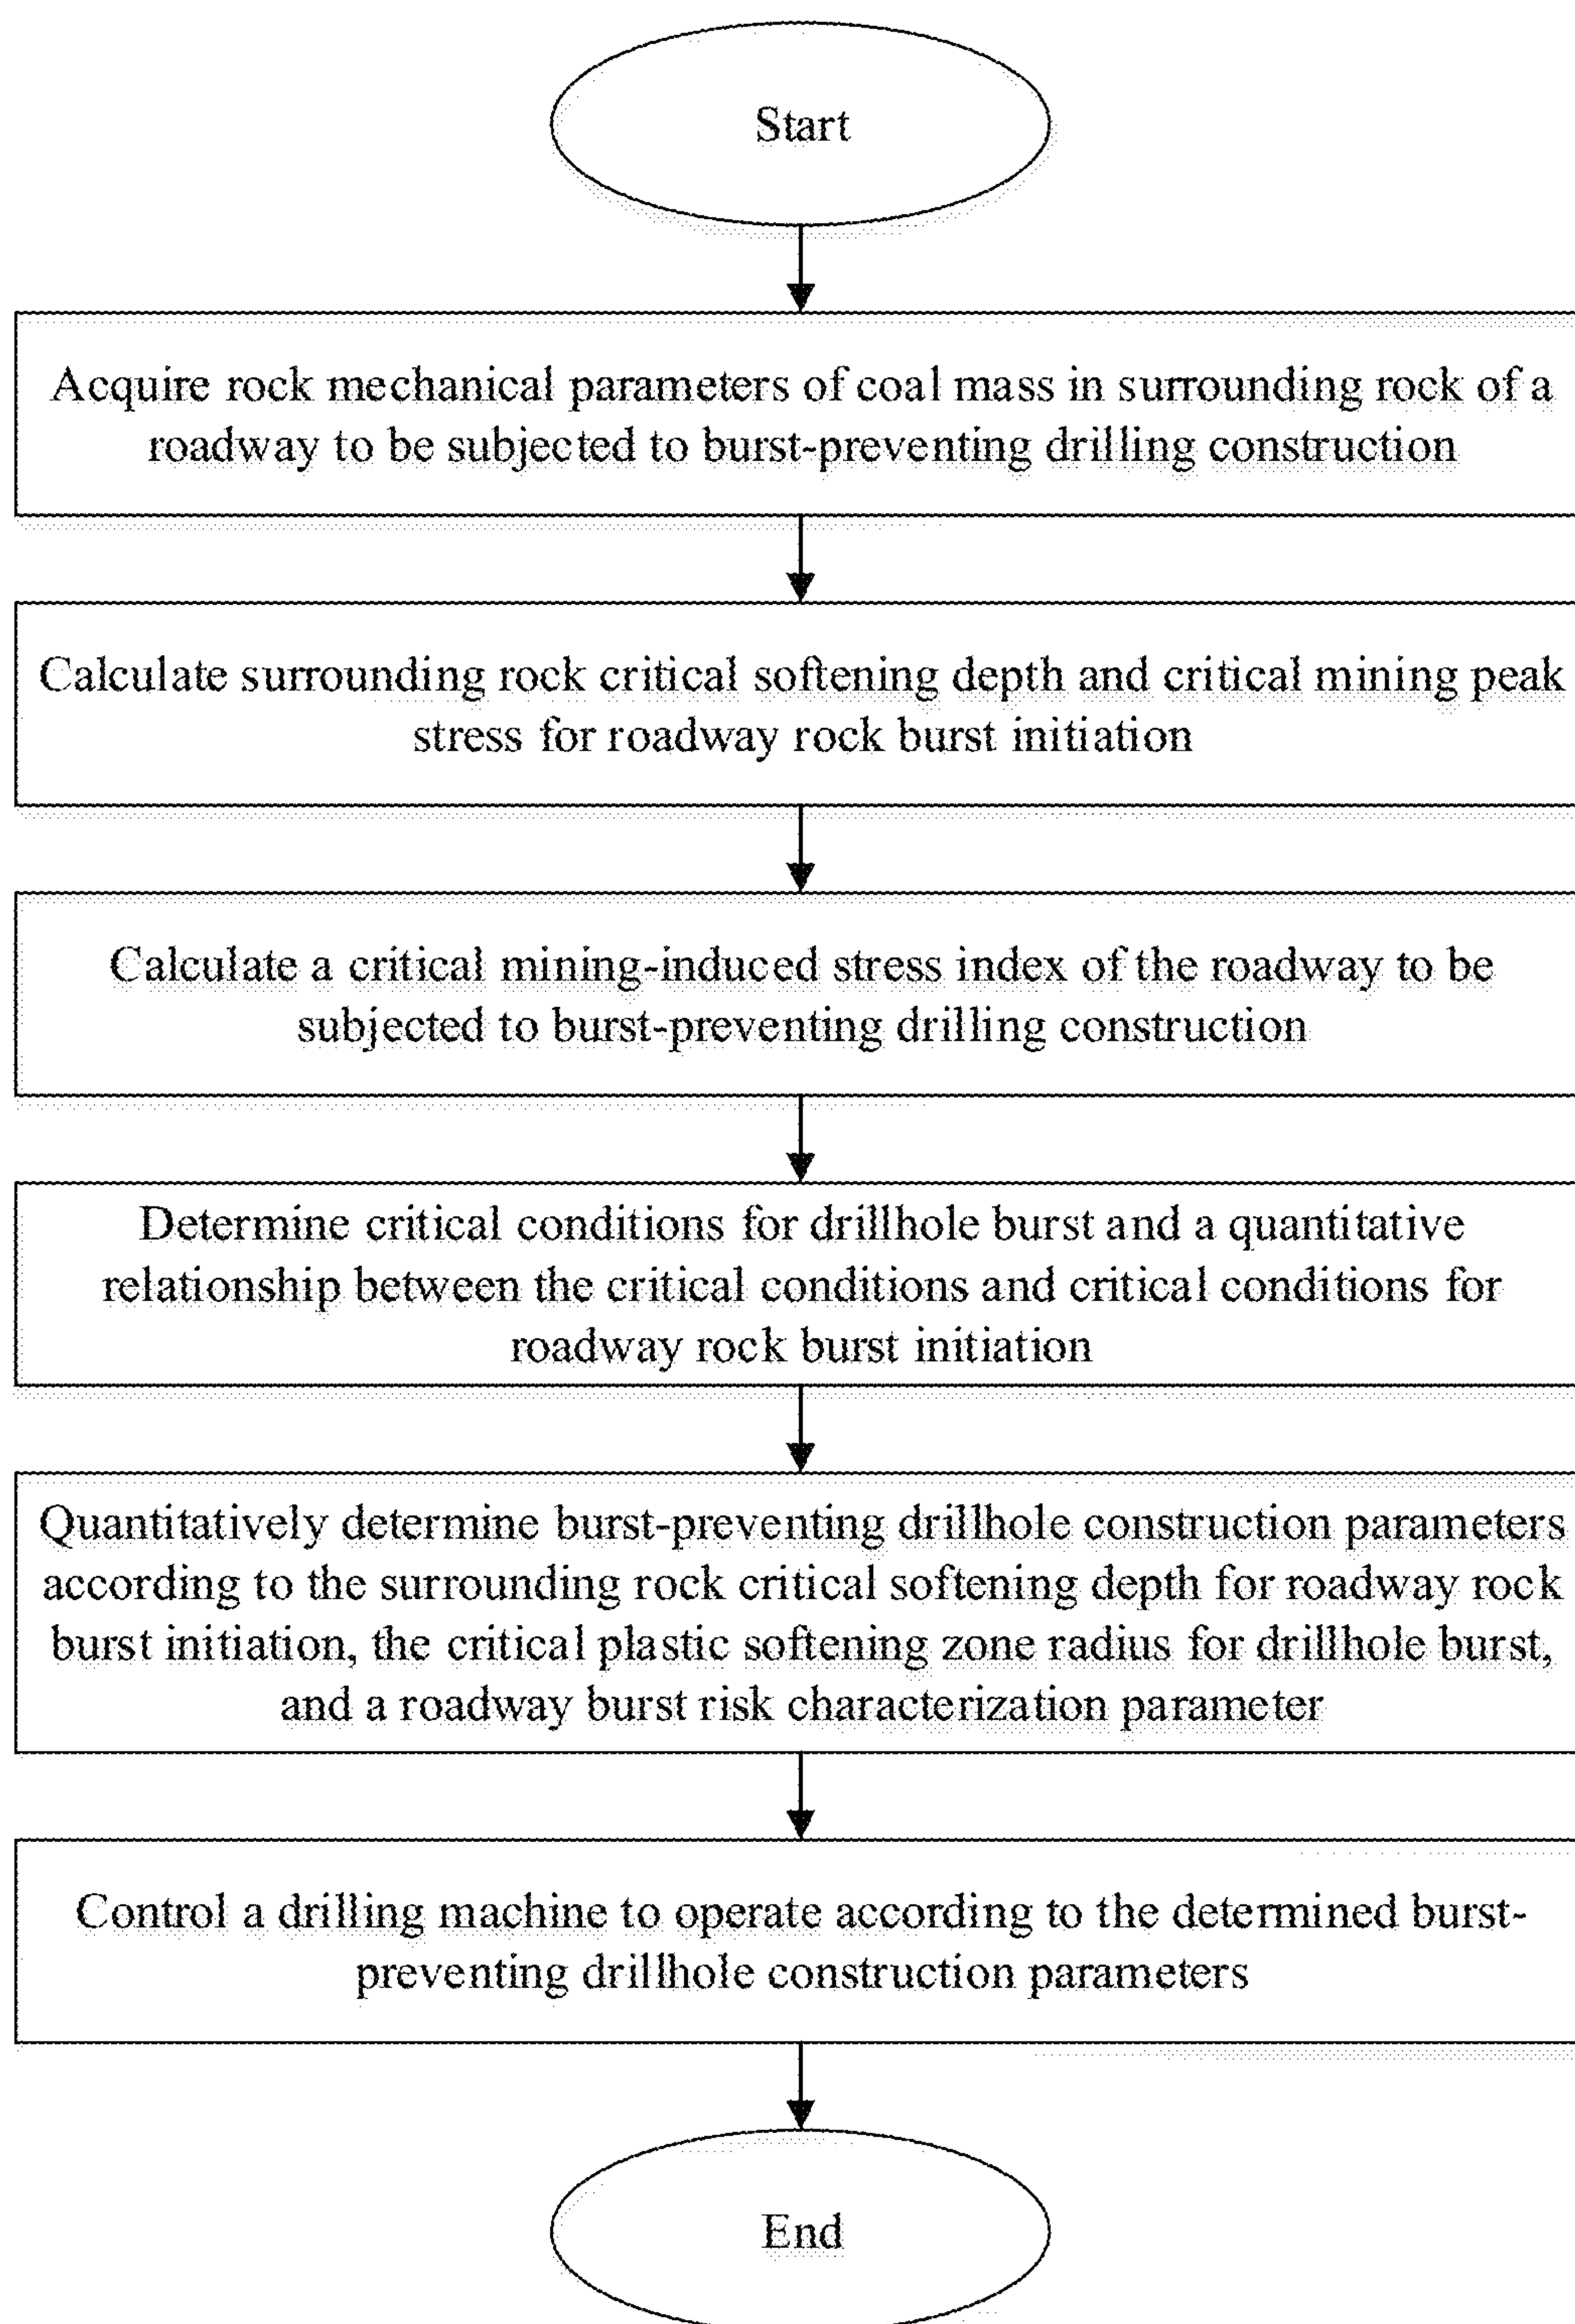 Start
Acquire rock mechanical parameters of coal mass in surrounding rock of a
roadway to be subjected to burst-preventing drilling construction
Calculate surrounding rock critical softening depth and critical mining peak
stress for roadway rock burst initiation
Calculate a critical mining-induced stress index of the roadway to be
subjected to burst-preventing drilling construction
Determine critical conditions for drillhole burst and a quantitative
relationship between the critical conditions and critical conditions for
roadway rock burst initiation
Quantitatively determine burst-preventing drillhole construction parameters
according to the surrounding rock critical softening depth for roadway rock
burst initiation, the critical plastic softening zone radius for drillhole burst,
and a roadway burst risk characterization parameter
Control a drilling machine to operate according to the determined burst-
preventing drillhole construction parameters
End